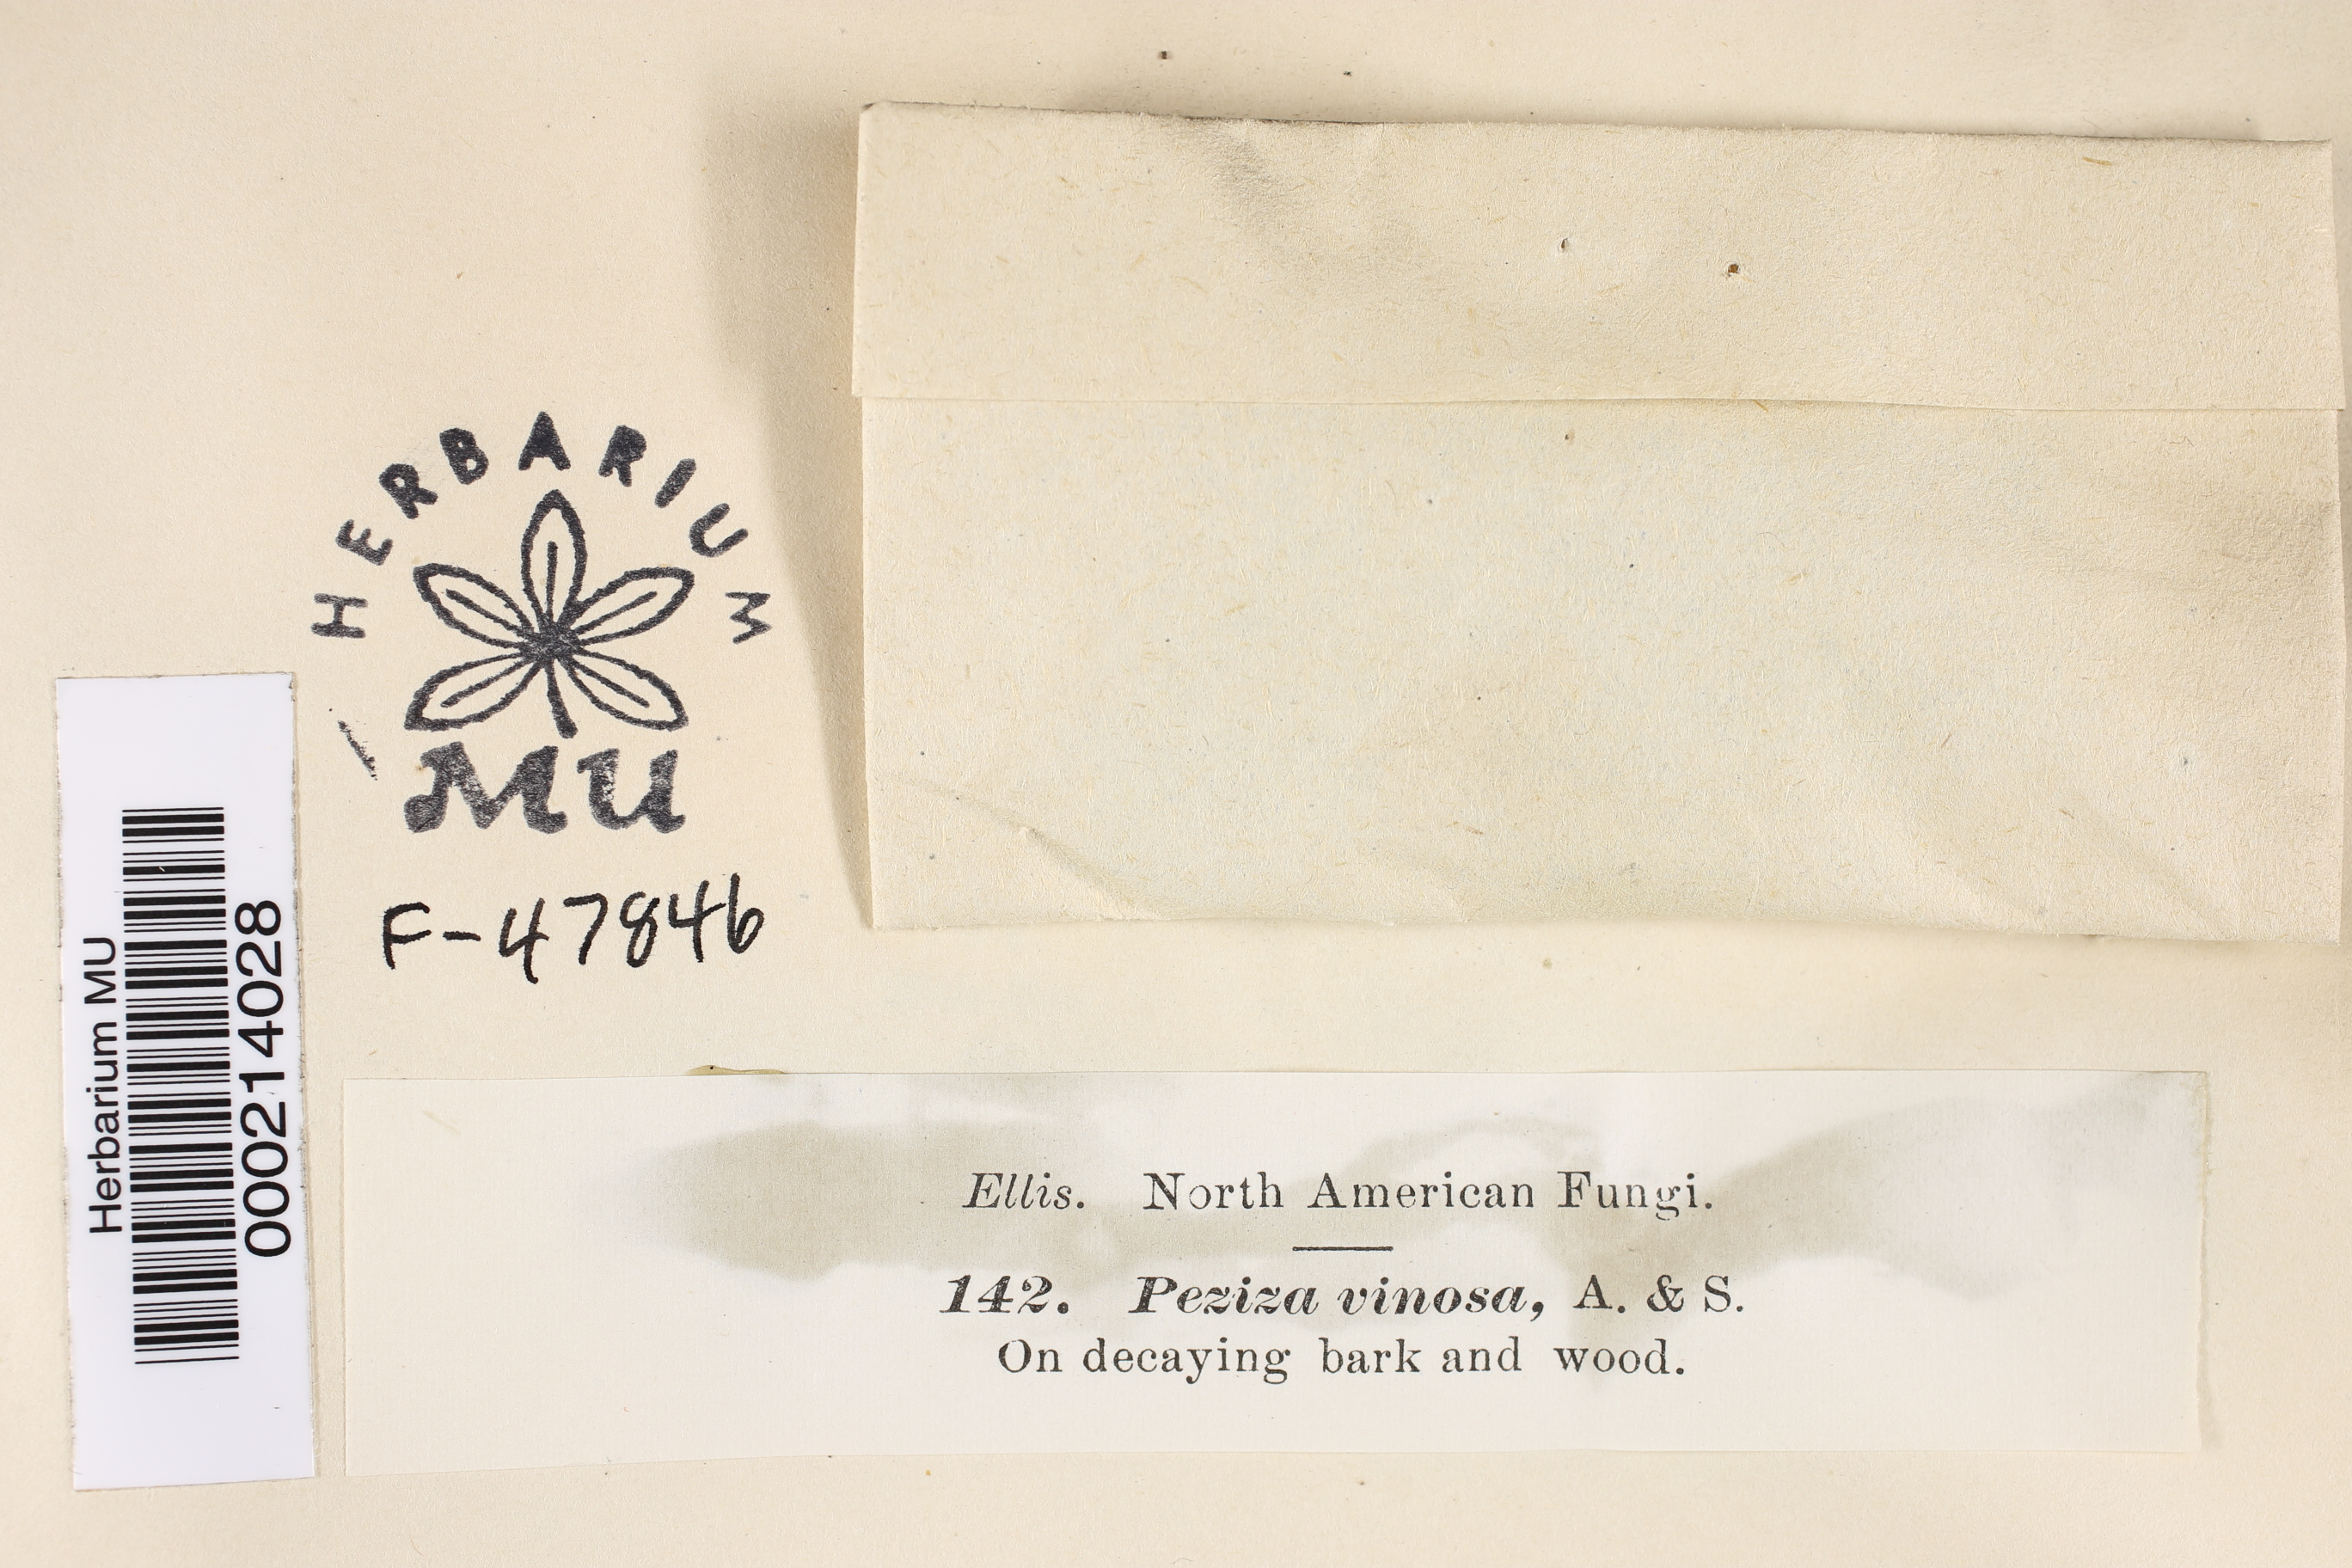 HERBARIUM
MU
F-47846
Herbarium MU
000214028
Ellis. North American Fungi.
142. Peziza vinosa, A. & S.
On decaying bark and wood.